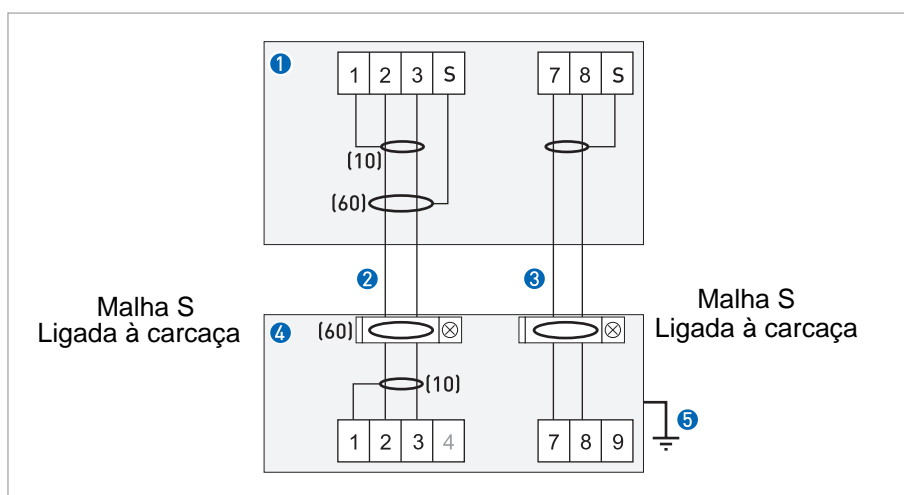 1
1 2 3 S
7 8 S
(10)
(60)
2
3
Malha S
Ligada à carcaça
Malha S
Ligada à carcaça
4
(60)
(10)
1 2 3 4
7 8 9
5